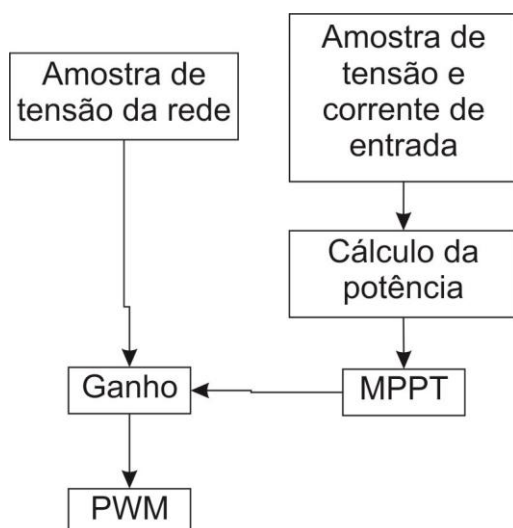 Amostra de
tensão da rede
Amostra de
tensão e
corrente de
entrada
Cálculo da
potência
Ganho
MPPT
PWM